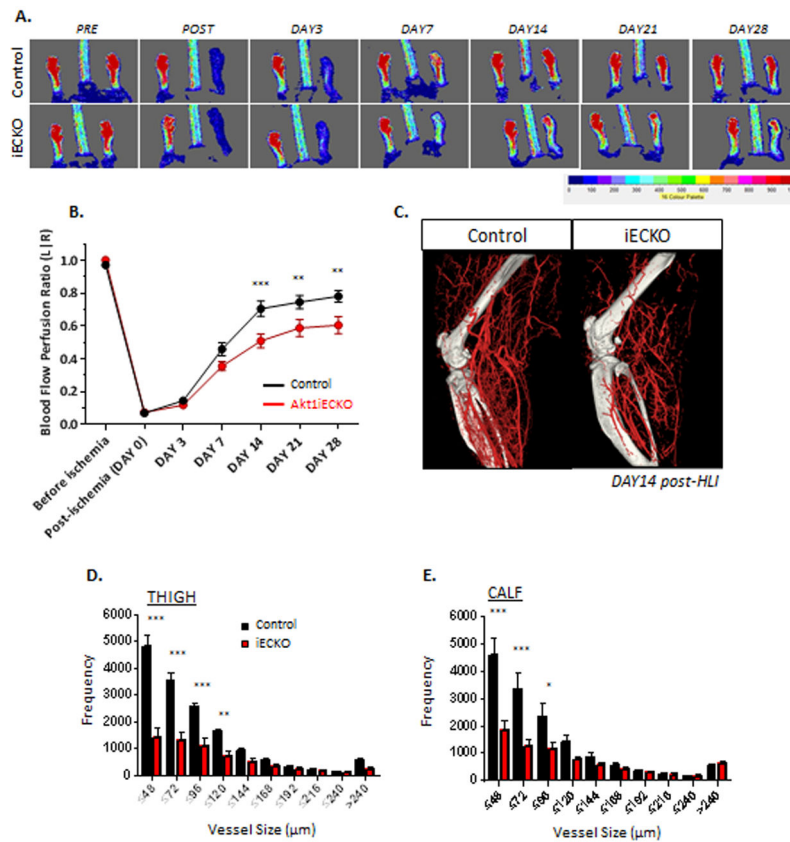 A.
PRE POST DAY3 DAY7 DAY14 DAY21 DAY28
Control
iECKO
0 100 200 300 400 500 600 700 800 900
16 Colour Palette
B.
Blood Flow Perfusion Ratio (L|R)
1.0
0.8
0.6
0.4
0.2
0.0
*** ** **
Control
Akt1iECKO
Before ischemia
Post-ischemia (DAY 0)
DAY 3
DAY 7
DAY 14
DAY 21
DAY 28
C.
Control iECKO
DAY14 post-HLI
D.
THIGH
Frequency
6000
5000
4000
3000
2000
1000
0
*** *** *** **
Control
iECKO
≤48 ≤72 ≤96 ≤120 ≤144 ≤168 ≤192 ≤216 ≤240 >240
Vessel Size (μm)
E.
CALF
Frequency
6000
5000
4000
3000
2000
1000
0
*** *** *
≤48 ≤72 ≤96 ≤120 ≤144 ≤168 ≤192 ≤216 ≤240 >240
Vessel Size (μm)